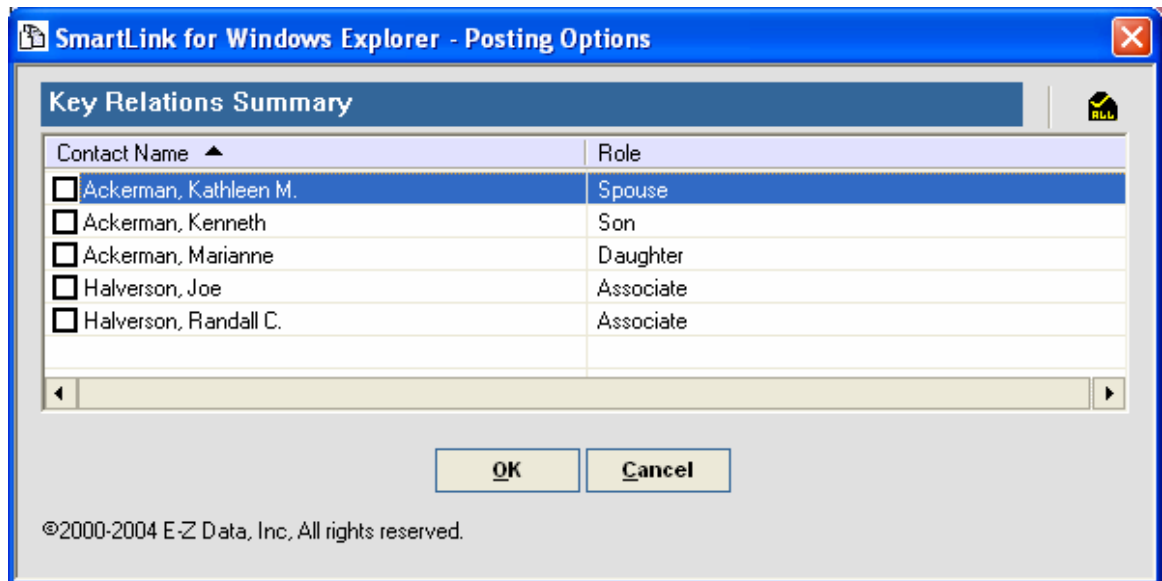 SmartLink for Windows Explorer - Posting Options
Key Relations Summary
ALL
Contact Name Role
Ackerman, Kathleen M. Spouse
Ackerman, Kenneth Son
Ackerman, Marianne Daughter
Halverson, Joe Associate
Halverson, Randall C. Associate
OK Cancel
©2000-2004 E-Z Data, Inc, All rights reserved.